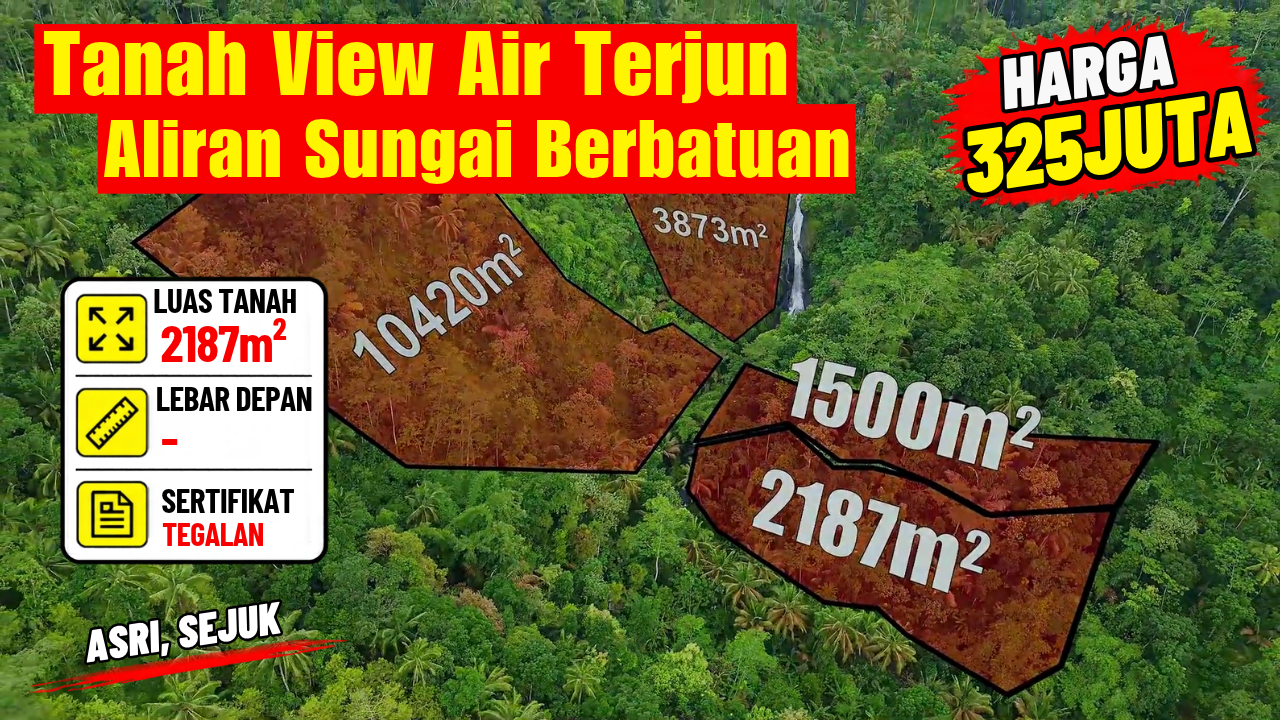 Tanah View Air Terjun
Aliran Sungai Berbatuan
HARGA
325JUTA
3873m²
10420m²
LUAS TANAH
2187m²
LEBAR DEPAN
-
SERTIFIKAT
TEGALAN
1500m²
2187m²
ASRI, SEJUK